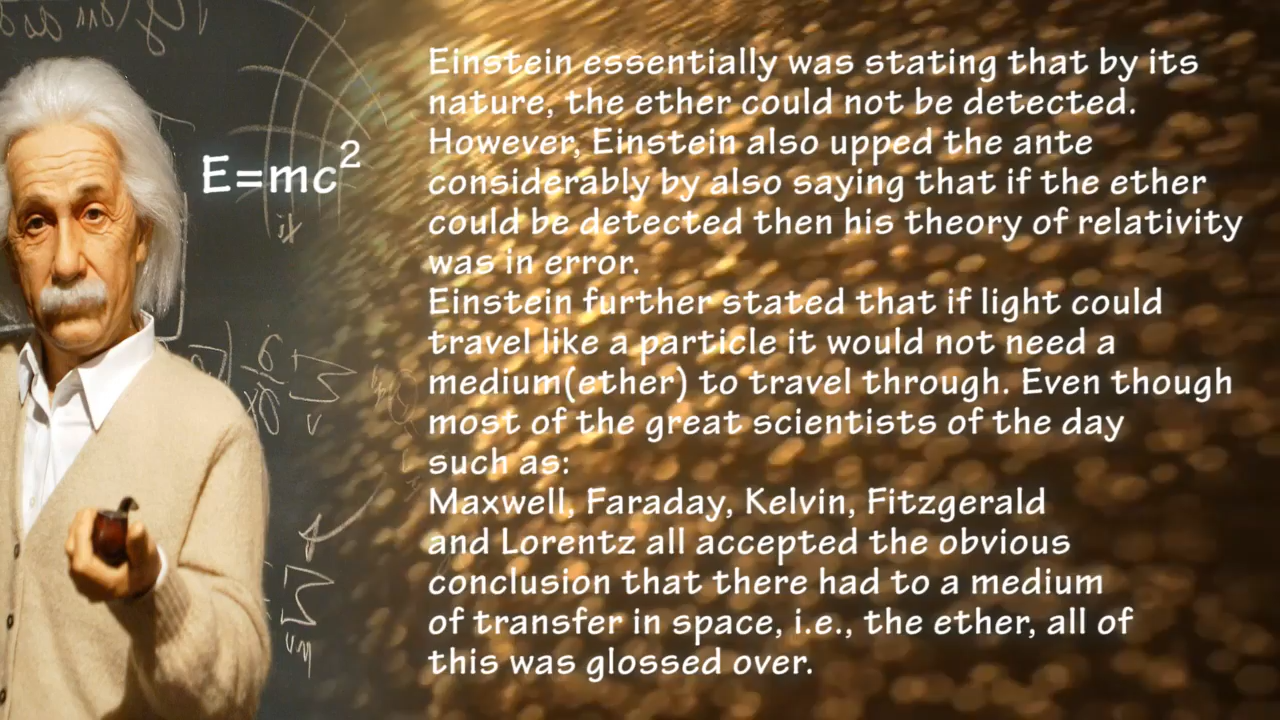 E=mc²
Einstein essentially was stating that by its
nature, the ether could not be detected.
However, Einstein also upped the ante
considerably by also saying that if the ether
could be detected then his theory of relativity
was in error.
Einstein further stated that if light could
travel like a particle it would not need a
medium(ether) to travel through. Even though
most of the great scientists of the day
such as:
Maxwell, Faraday, Kelvin, Fitzgerald
and Lorentz all accepted the obvious
conclusion that there had to a medium
of transfer in space, i.e., the ether, all of
this was glossed over.